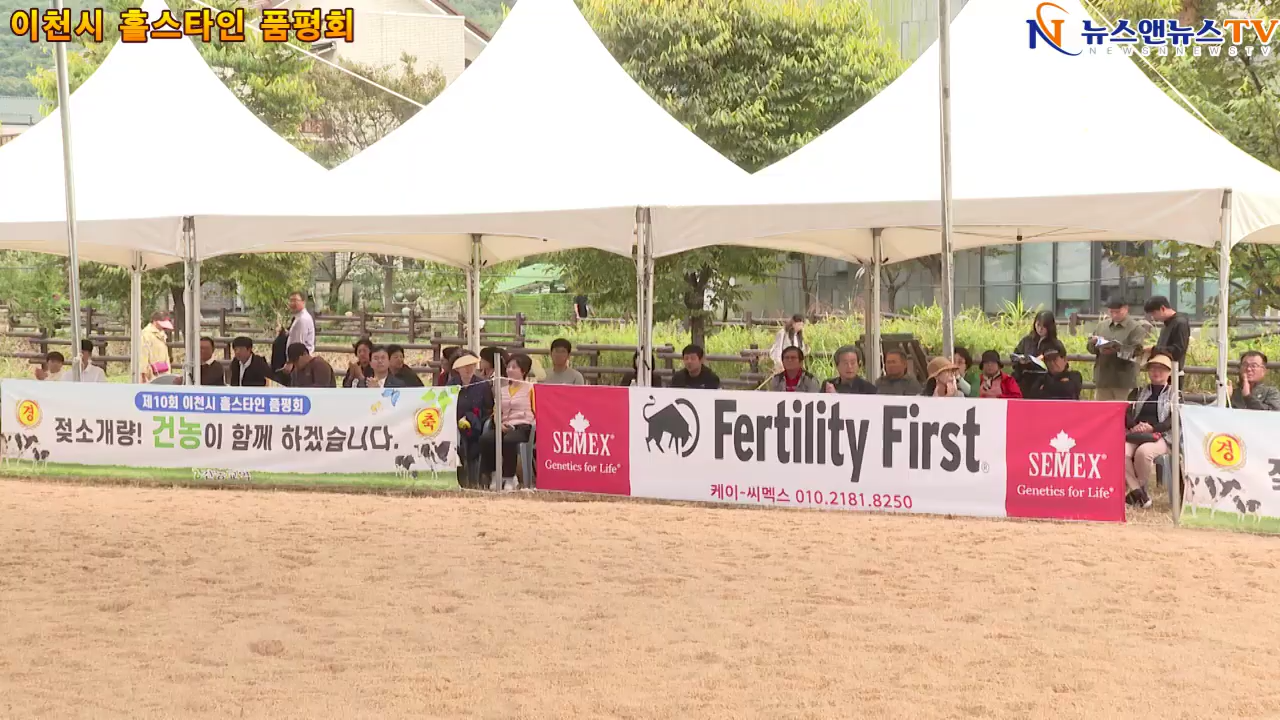 이천시 홀스타인 품평회
뉴스앤뉴스TV
NEWSNNEWSTV
제10회 이천시 홀스타인 품평회
경
젖소개량! 건농이 함께 하겠습니다.
축
SEMEX®
Genetics for Life®
Fertility First®
케이-씨멕스 010.2181.8250
SEMEX®
Genetics for Life®
경